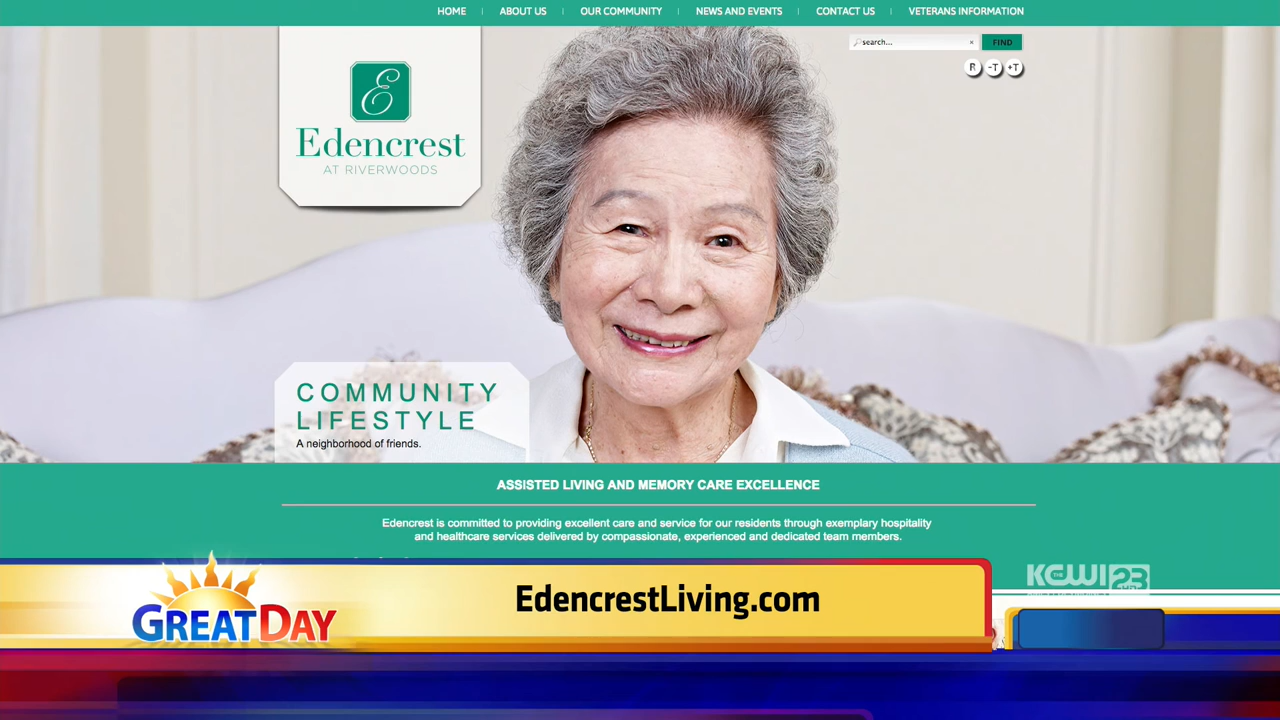 HOME
ABOUT US
OUR COMMUNITY
NEWS AND EVENTS
CONTACT US
VETERANS INFORMATION
search...
×
FIND
R
-T
+T
E
Edencrest
AT RIVERWOODS
COMMUNITY
LIFESTYLE
A neighborhood of friends.
ASSISTED LIVING AND MEMORY CARE EXCELLENCE
Edencrest is committed to providing excellent care and service for our residents through exemplary hospitality
and healthcare services delivered by compassionate, experienced and dedicated team members.
GREAT DAY
EdencrestLiving.com
THE
KCWI 23